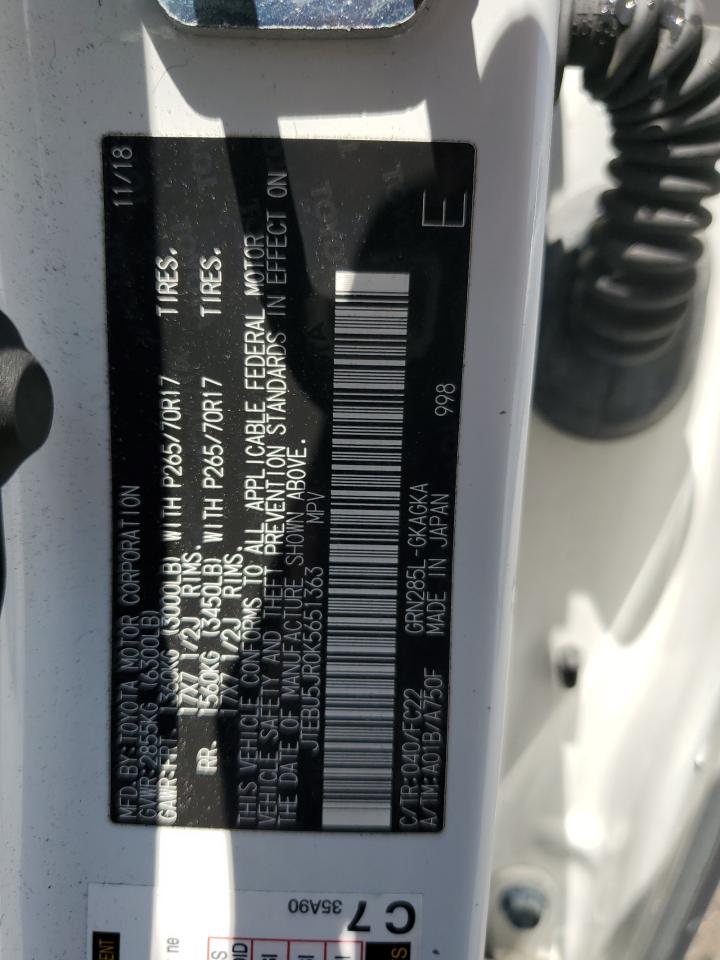 MFD. BY: TOYOTA MOTOR CORPORATION 11/18
GVWR: 2855KG (6300LB)
GAWR-FRT. 1360KG (3000LB) WITH P265/70R17 TIRES.
17X7 1/2J RIMS.
RR. 1560KG (3450LB) WITH P265/70R17 TIRES.
17X7 1/2J RIMS.
THIS VEHICLE CONFORMS TO ALL APPLICABLE FEDERAL MOTOR
VEHICLE SAFETY AND THEFT PREVENTION STANDARDS IN EFFECT ON
THE DATE OF MANUFACTURE SHOWN ABOVE.
JTEBU5JR0K5651363 MPV
C/TR: 040/FC22 GRN285L-GKAGKA 998
A/TM: A01B/A750F MADE IN JAPAN
E
C7
35A90